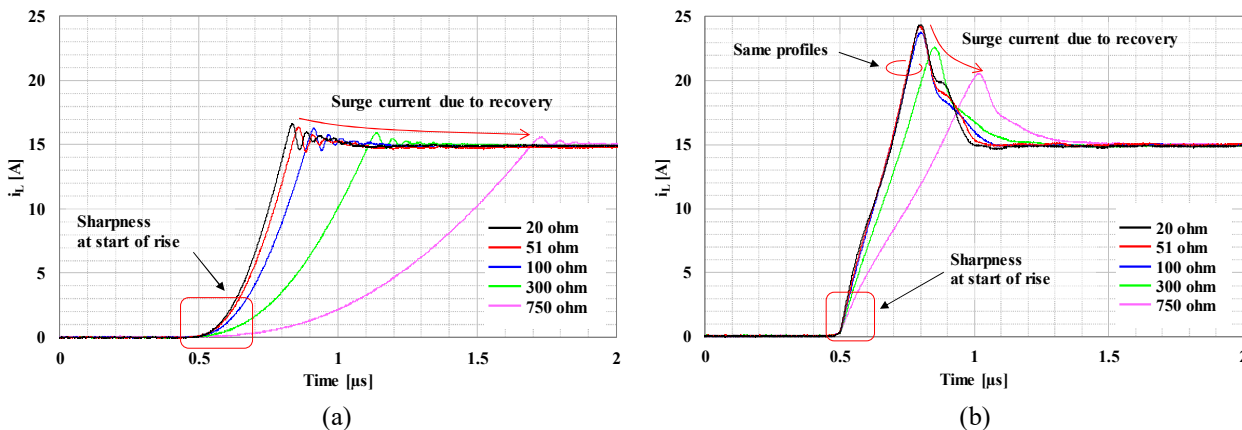 25
20
15
10
5
0
i_L [A]
Surge current due to recovery
Sharpness
at start of rise
20 ohm
51 ohm
100 ohm
300 ohm
750 ohm
0
0.5
1
1.5
2
Time [μs]
(a)
(b)
25
20
15
10
5
0
i_L [A]
Same profiles
Surge current due to recovery
20 ohm
51 ohm
100 ohm
300 ohm
750 ohm
Sharpness
at start of rise
0
0.5
1
1.5
2
Time [μs]
(b)